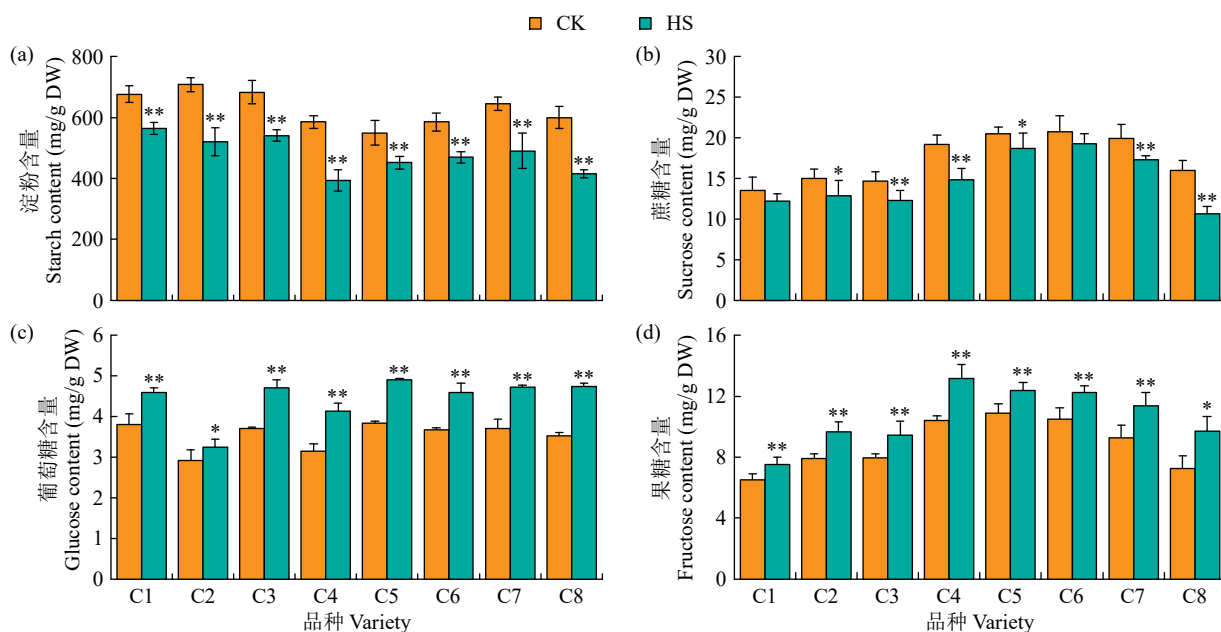 CK HS
(a)
淀粉含量
Starch content (mg/g DW)
800
600
400
200
0
** ** ** ** ** ** ** **
(b)
蔗糖含量
Sucrose content (mg/g DW)
30
25
20
15
10
5
0
* ** ** * ** **
(c)
葡萄糖含量
Glucose content (mg/g DW)
6
5
4
3
2
1
0
** * ** ** ** ** ** **
C1 C2 C3 C4 C5 C6 C7 C8
品种 Variety
(d)
果糖含量
Fructose content (mg/g DW)
16
12
8
4
0
** ** ** ** ** ** ** *
C1 C2 C3 C4 C5 C6 C7 C8
品种 Variety